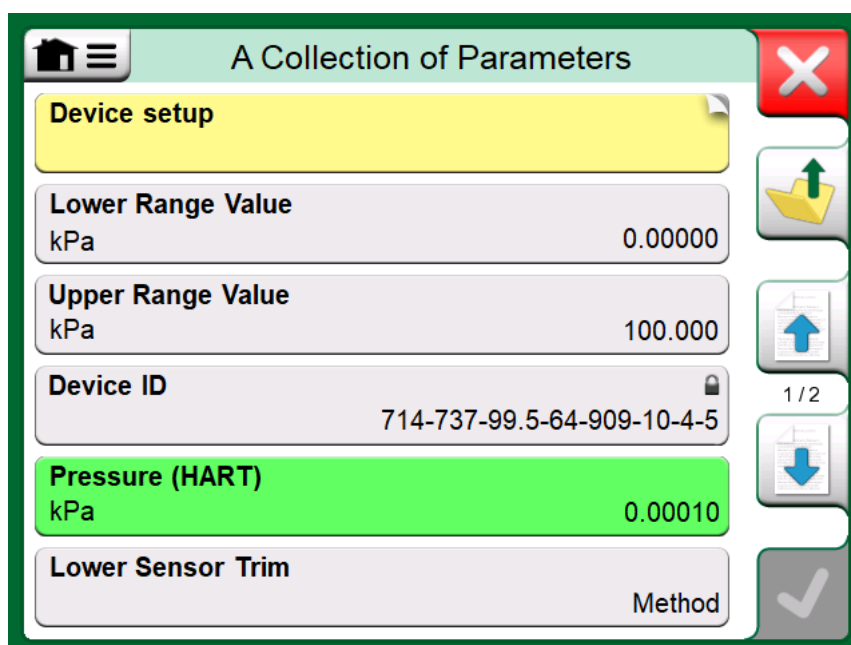 A Collection of Parameters
Device setup
Lower Range Value
kPa 0.00000
Upper Range Value
kPa 100.000
Device ID
714-737-99.5-64-909-10-4-5
1/2
Pressure (HART)
kPa 0.00010
Lower Sensor Trim
Method